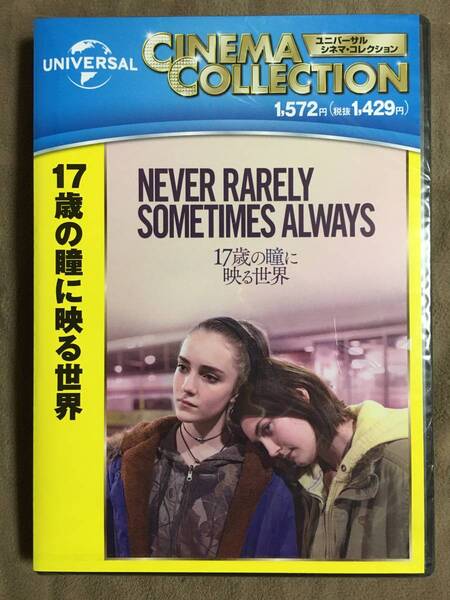 UNIVERSAL
CINEMA
COLLECTION
ユニバーサル
シネマ・コレクション
1,572円(税抜1,429円)
17歳の瞳に映る世界
NEVER RARELY
SOMETIMES ALWAYS
17歳の瞳に
映る世界